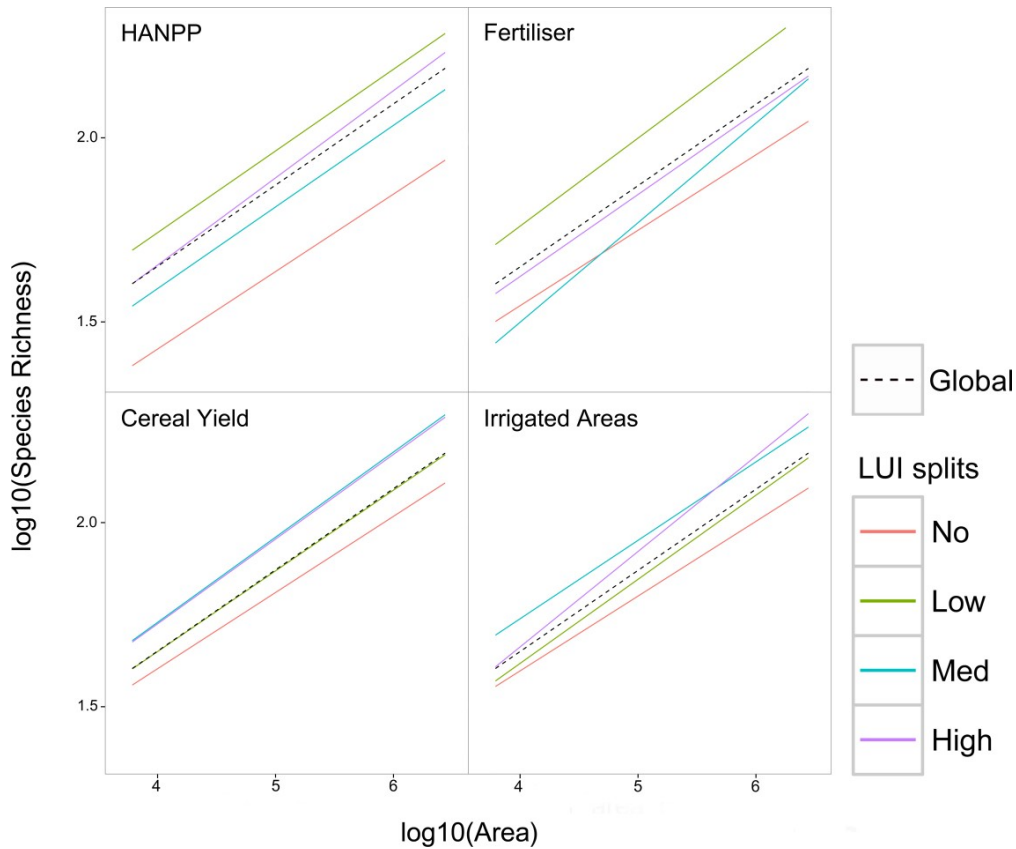 HANPP
Fertiliser
2.0
1.5
Cereal Yield
Irrigated Areas
2.0
1.5
4 5 6 4 5 6
log10(Area)
log10(Species Richness)
Global
LUI splits
No
Low
Med
High